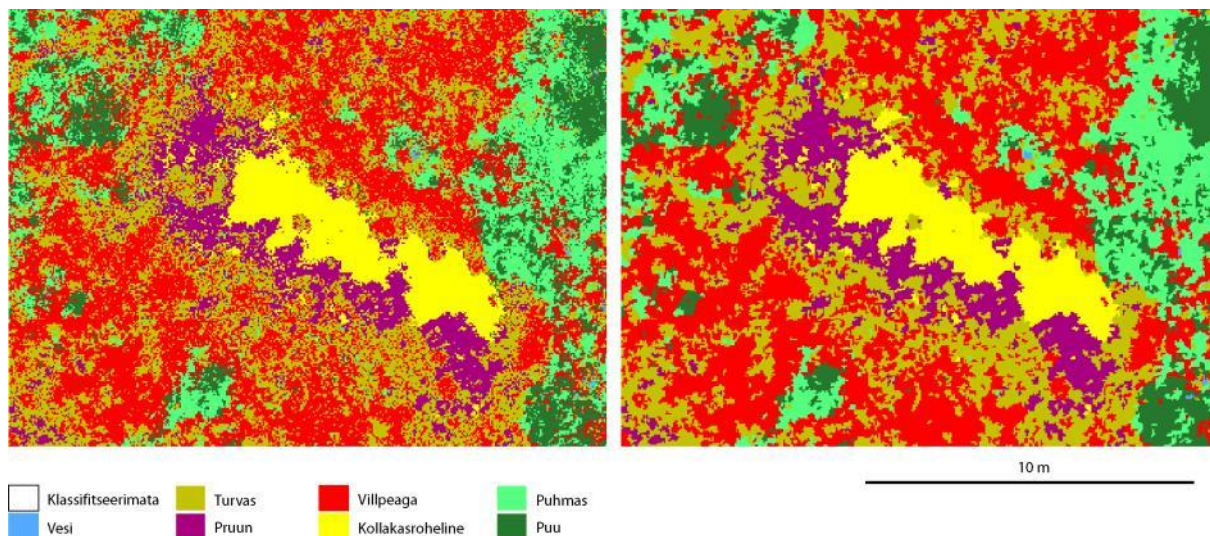 10 m
Klassifitseerimata Turvas Villpeaga Puhmas
Vesi Pruun Kollakasroheline Puu